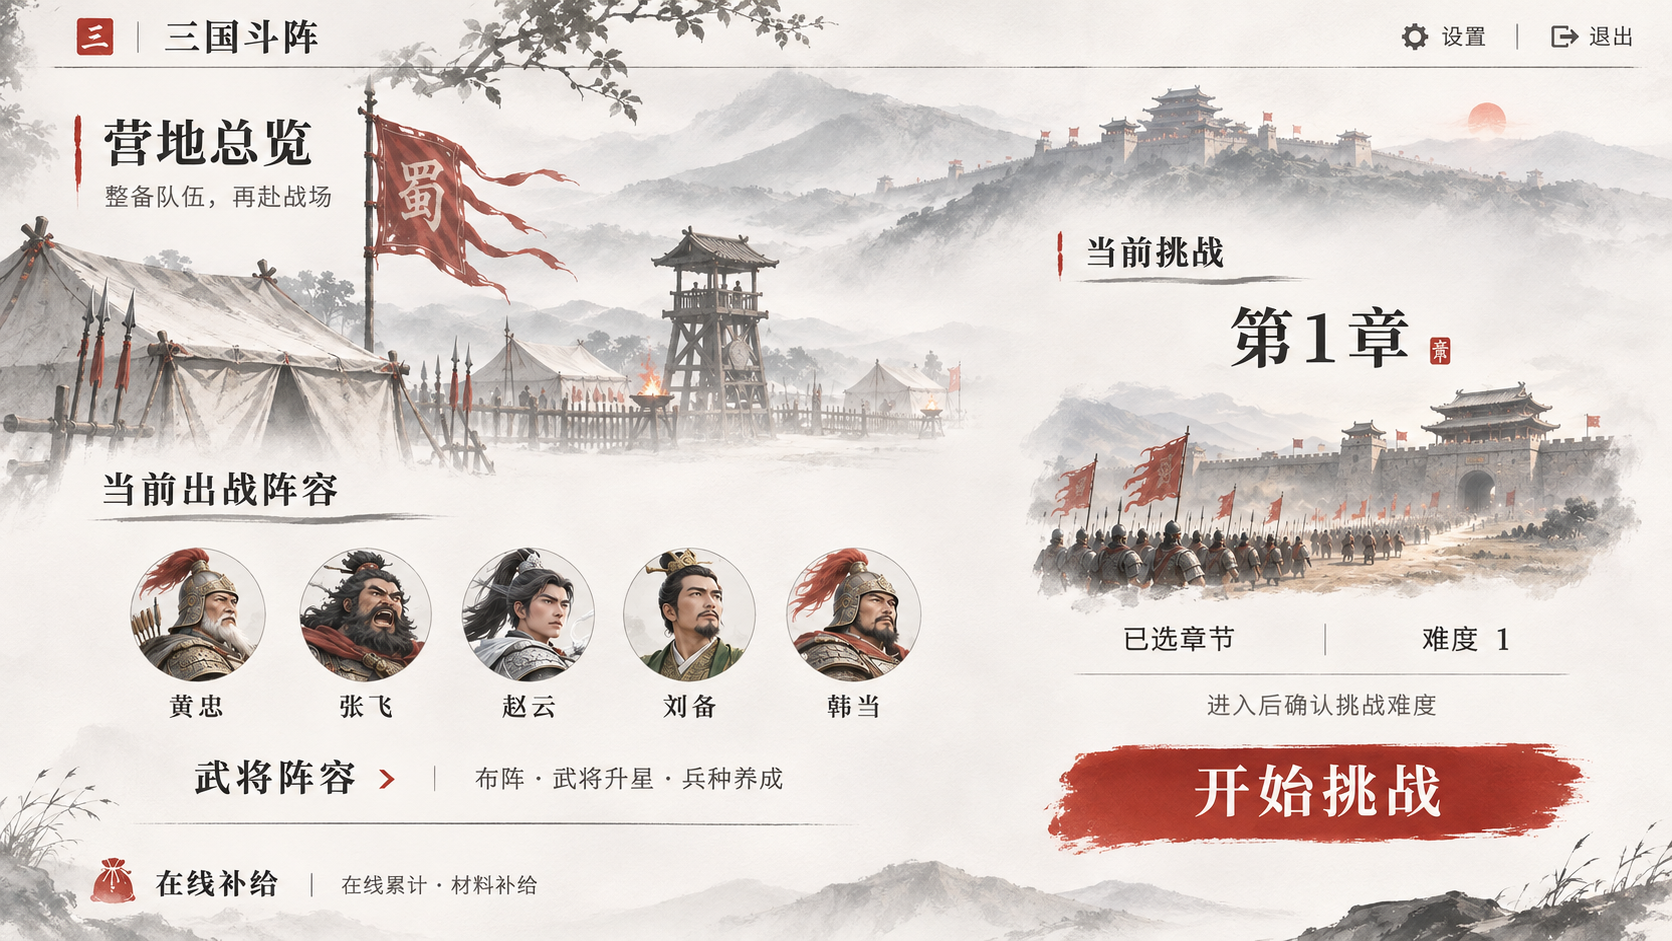 三 三国斗阵
设置 退出
营地总览
整备队伍，再赴战场
蜀
当前出战阵容
黄忠 张飞 赵云 刘备 韩当
武将阵容 布阵·武将升星·兵种养成
在线补给 在线累计·材料补给
当前挑战
第1章
已选章节 难度 1
进入后确认挑战难度
开始挑战